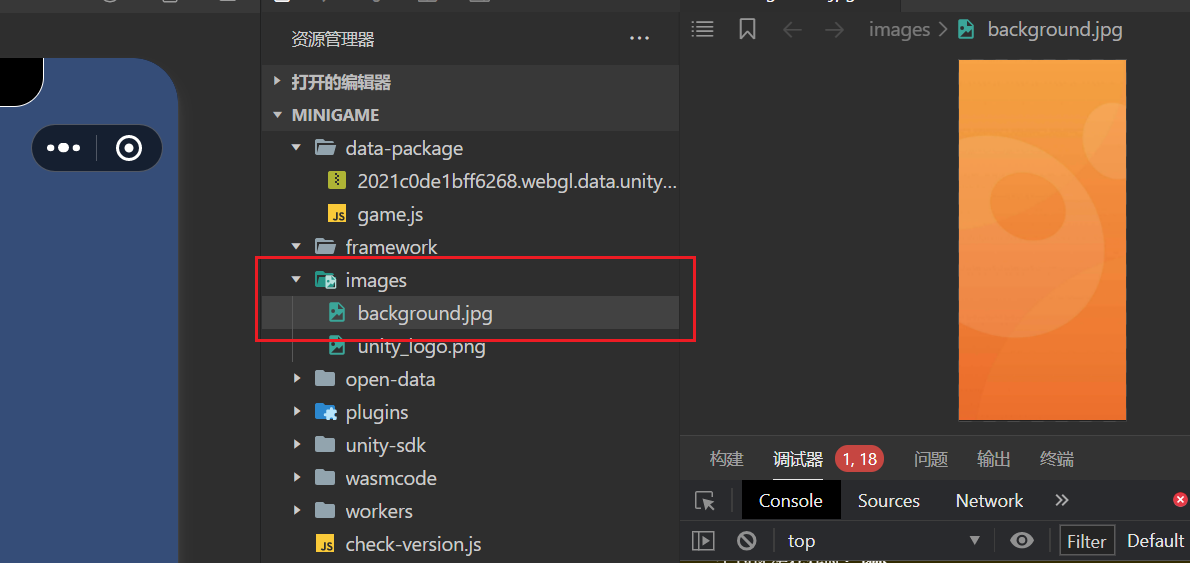 资源管理器
打开的编辑器
MINIGAME
data-package
2021c0de1bff6268.webgl.data.unity...
game.js
framework
images
background.jpg
unity_logo.png
open-data
plugins
unity-sdk
wasmcode
workers
check-version.js
images > background.jpg
构建 调试器 1, 18 问题 输出 终端
Console Sources Network »
top Filter Default